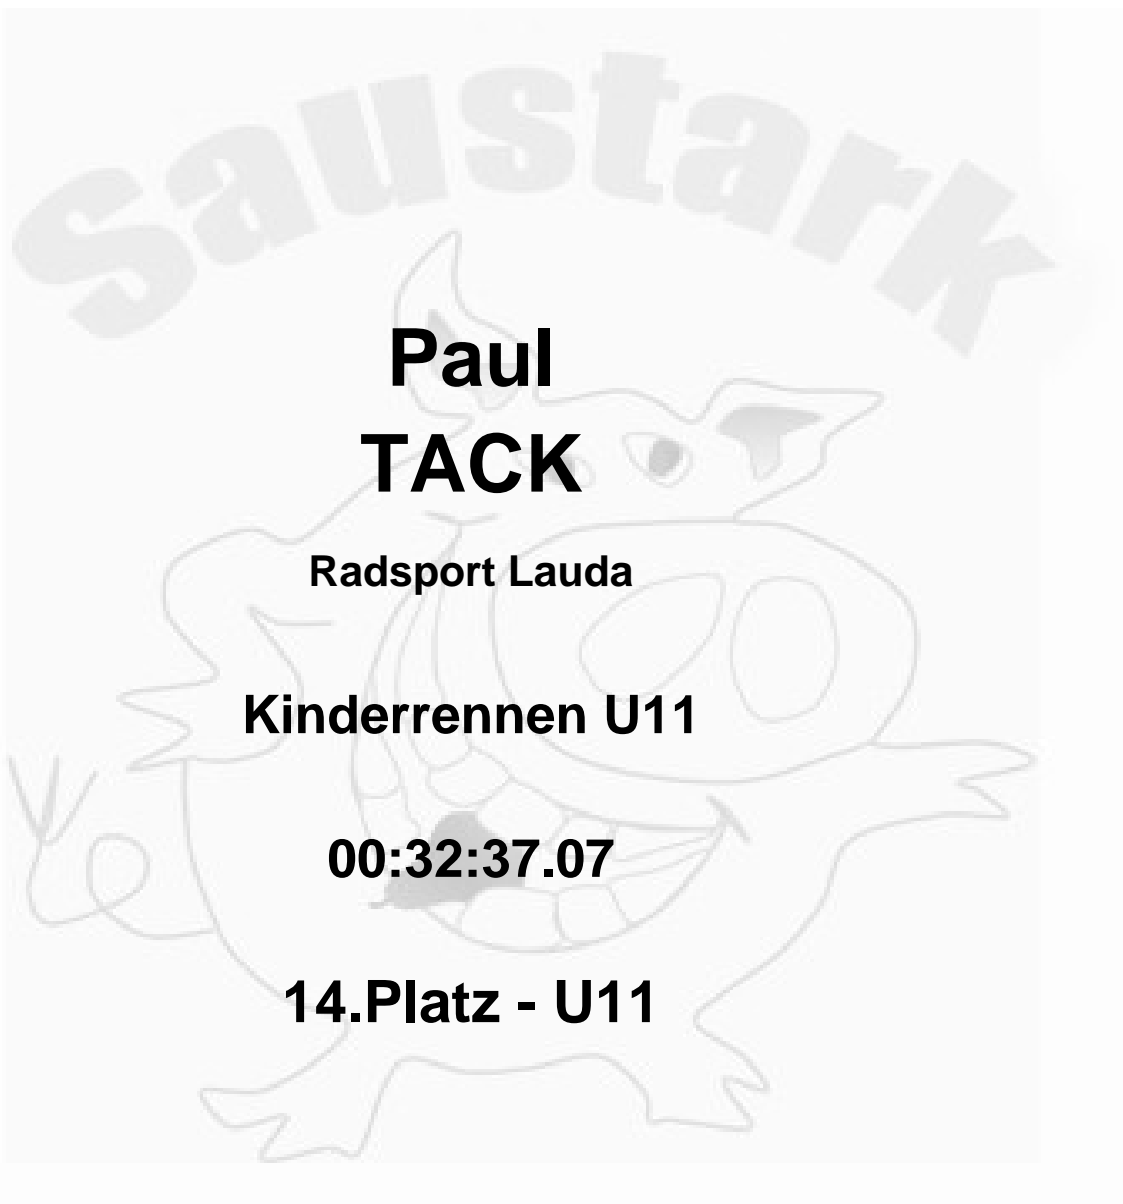 Saustark
Paul
TACK
Radsport Lauda
Kinderrennen U11
00:32:37.07
14.Platz - U11